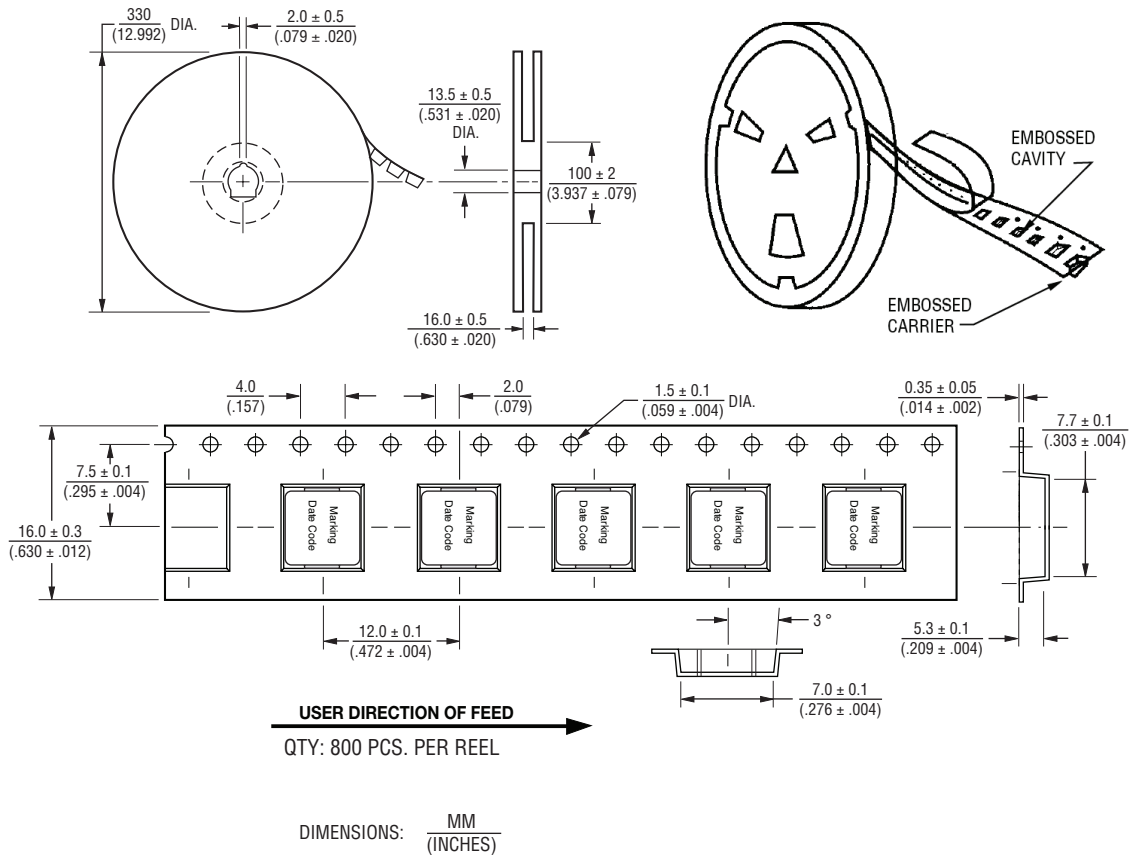 330
(12.992)
DIA.
2.0 ± 0.5
(.079 ± .020)
13.5 ± 0.5
(.531 ± .020)
DIA.
100 ± 2
(3.937 ± .079)
16.0 ± 0.5
(.630 ± .020)
EMBOSSED
CAVITY
EMBOSSED
CARRIER
4.0
(.157)
2.0
(.079)
1.5 ± 0.1
(.059 ± .004)
DIA.
0.35 ± 0.05
(.014 ± .002)
7.7 ± 0.1
(.303 ± .004)
7.5 ± 0.1
(.295 ± .004)
16.0 ± 0.3
(.630 ± .012)
Marking
Date Code
Marking
Date Code
Marking
Date Code
Marking
Date Code
Marking
Date Code
12.0 ± 0.1
(.472 ± .004)
3 °
5.3 ± 0.1
(.209 ± .004)
7.0 ± 0.1
(.276 ± .004)
USER DIRECTION OF FEED
QTY: 800 PCS. PER REEL
DIMENSIONS:
MM
(INCHES)